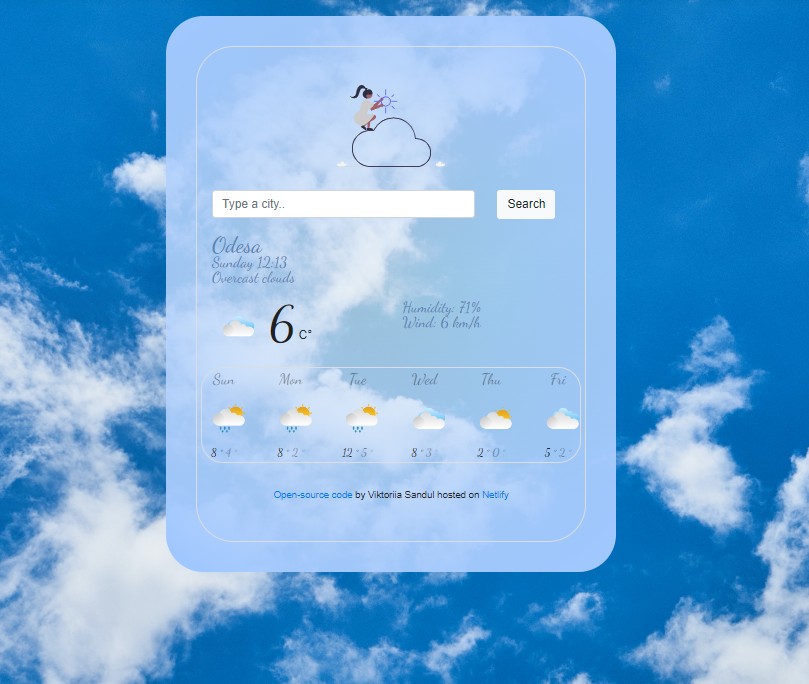 Type a city..
Search
Odesa
Sunday 12:13
Overcast clouds
6 C°
Humidity: 71%
Wind: 6 km/h
Sun Mon Tue Wed Thu Fri
8° 4° 8° 2° 12° 5° 8° 3° 2° 0° 5° 2°
Open-source code by Viktoriia Sandul hosted on Netlify